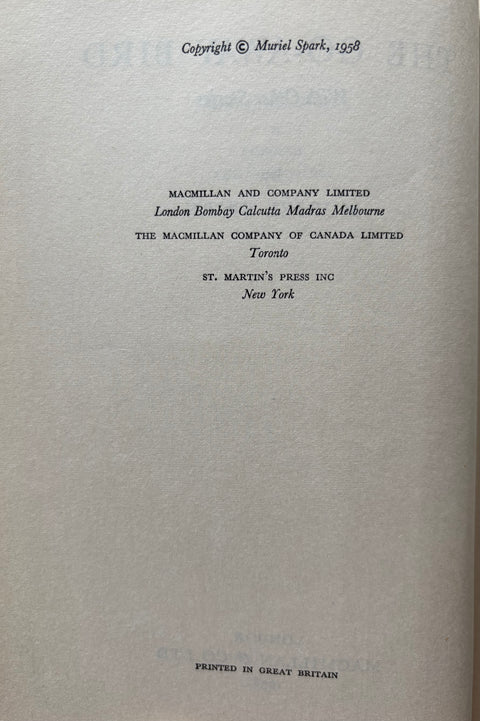 Copyright © Muriel Spark, 1958
MACMILLAN AND COMPANY LIMITED
London Bombay Calcutta Madras Melbourne
THE MACMILLAN COMPANY OF CANADA LIMITED
Toronto
ST. MARTIN'S PRESS INC
New York
PRINTED IN GREAT BRITAIN